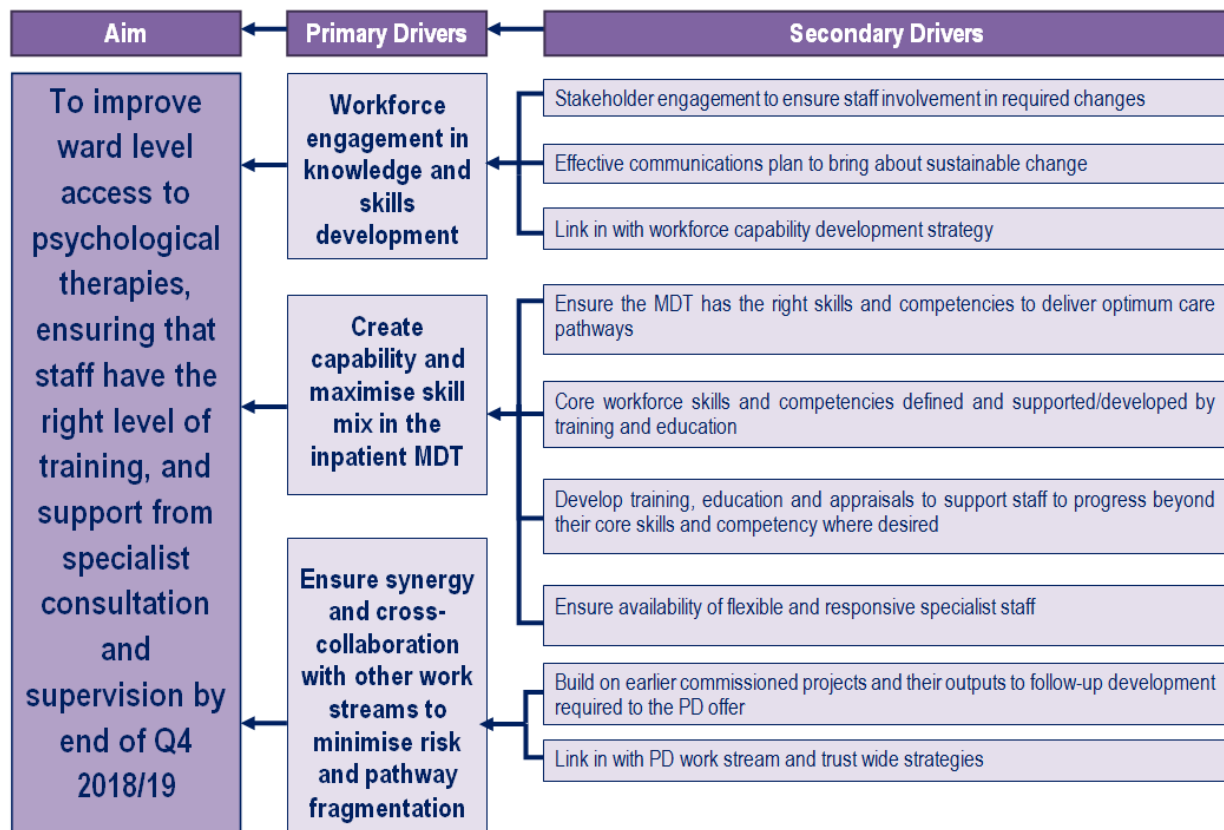 Aim
Primary Drivers
Secondary Drivers
To improve
ward level
access to
psychological
therapies,
ensuring that
staff have the
right level of
training, and
support from
specialist
consultation
and
supervision by
end of Q4
2018/19
Workforce
engagement in
knowledge and
skills
development
Stakeholder engagement to ensure staff involvement in required changes
Effective communications plan to bring about sustainable change
Link in with workforce capability development strategy
Create
capability and
maximise skill
mix in the
inpatient MDT
Ensure the MDT has the right skills and competencies to deliver optimum care
pathways
Core workforce skills and competencies defined and supported/developed by
training and education
Develop training, education and appraisals to support staff to progress beyond
their core skills and competency where desired
Ensure availability of flexible and responsive specialist staff
Ensure synergy
and cross-
collaboration
with other work
streams to
minimise risk
and pathway
fragmentation
Build on earlier commissioned projects and their outputs to follow-up development
required to the PD offer
Link in with PD work stream and trust wide strategies